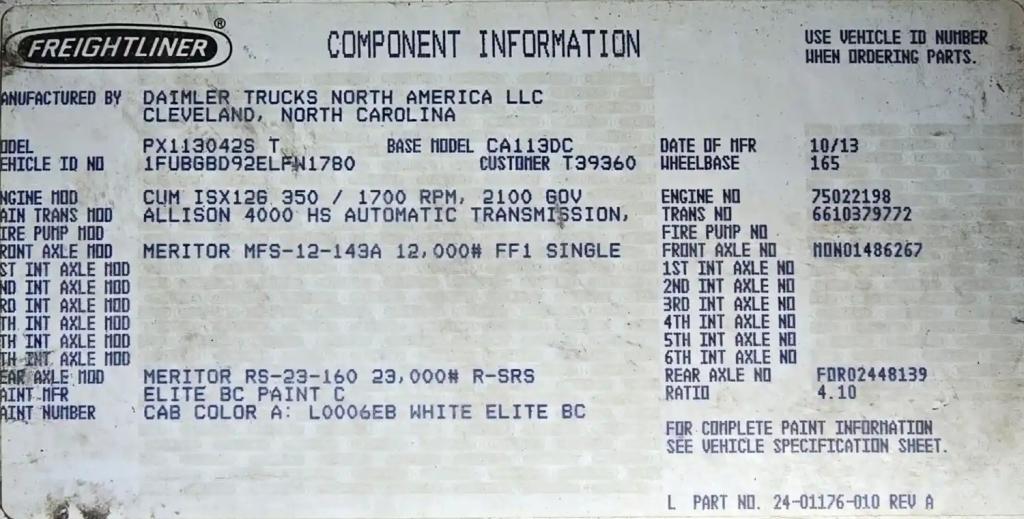 FREIGHTLINER®
COMPONENT INFORMATION
USE VEHICLE ID NUMBER
WHEN ORDERING PARTS.
ANUFACTURED BY DAIMLER TRUCKS NORTH AMERICA LLC
CLEVELAND, NORTH CAROLINA
ODEL PX113042S T BASE MODEL CA113DC DATE OF MFR 10/13
EHICLE ID NO 1FUBGBD92ELFW1780 CUSTOMER T39360 WHEELBASE 165
NGINE MOD CUM ISX12G 350 / 1700 RPM, 2100 GOV ENGINE NO 75022198
AIN TRANS MOD ALLISON 4000 HS AUTOMATIC TRANSMISSION, TRANS NO 6610379772
IRE PUMP MOD FIRE PUMP NO
RONT AXLE MOD MERITOR MFS-12-143A 12,000# FF1 SINGLE FRONT AXLE NO MON01486267
ST INT AXLE MOD 1ST INT AXLE NO
ND INT AXLE MOD 2ND INT AXLE NO
RD INT AXLE MOD 3RD INT AXLE NO
TH INT AXLE MOD 4TH INT AXLE NO
TH INT AXLE MOD 5TH INT AXLE NO
TH INT AXLE MOD 6TH INT AXLE NO
EAR AXLE MOD MERITOR RS-23-160 23,000# R-SRS REAR AXLE NO FOR02448139
AINT MFR ELITE BC PAINT C RATIO 4.10
AINT NUMBER CAB COLOR A: L0006EB WHITE ELITE BC
FOR COMPLETE PAINT INFORMATION
SEE VEHICLE SPECIFICATION SHEET.
L PART NO. 24-01176-010 REV A